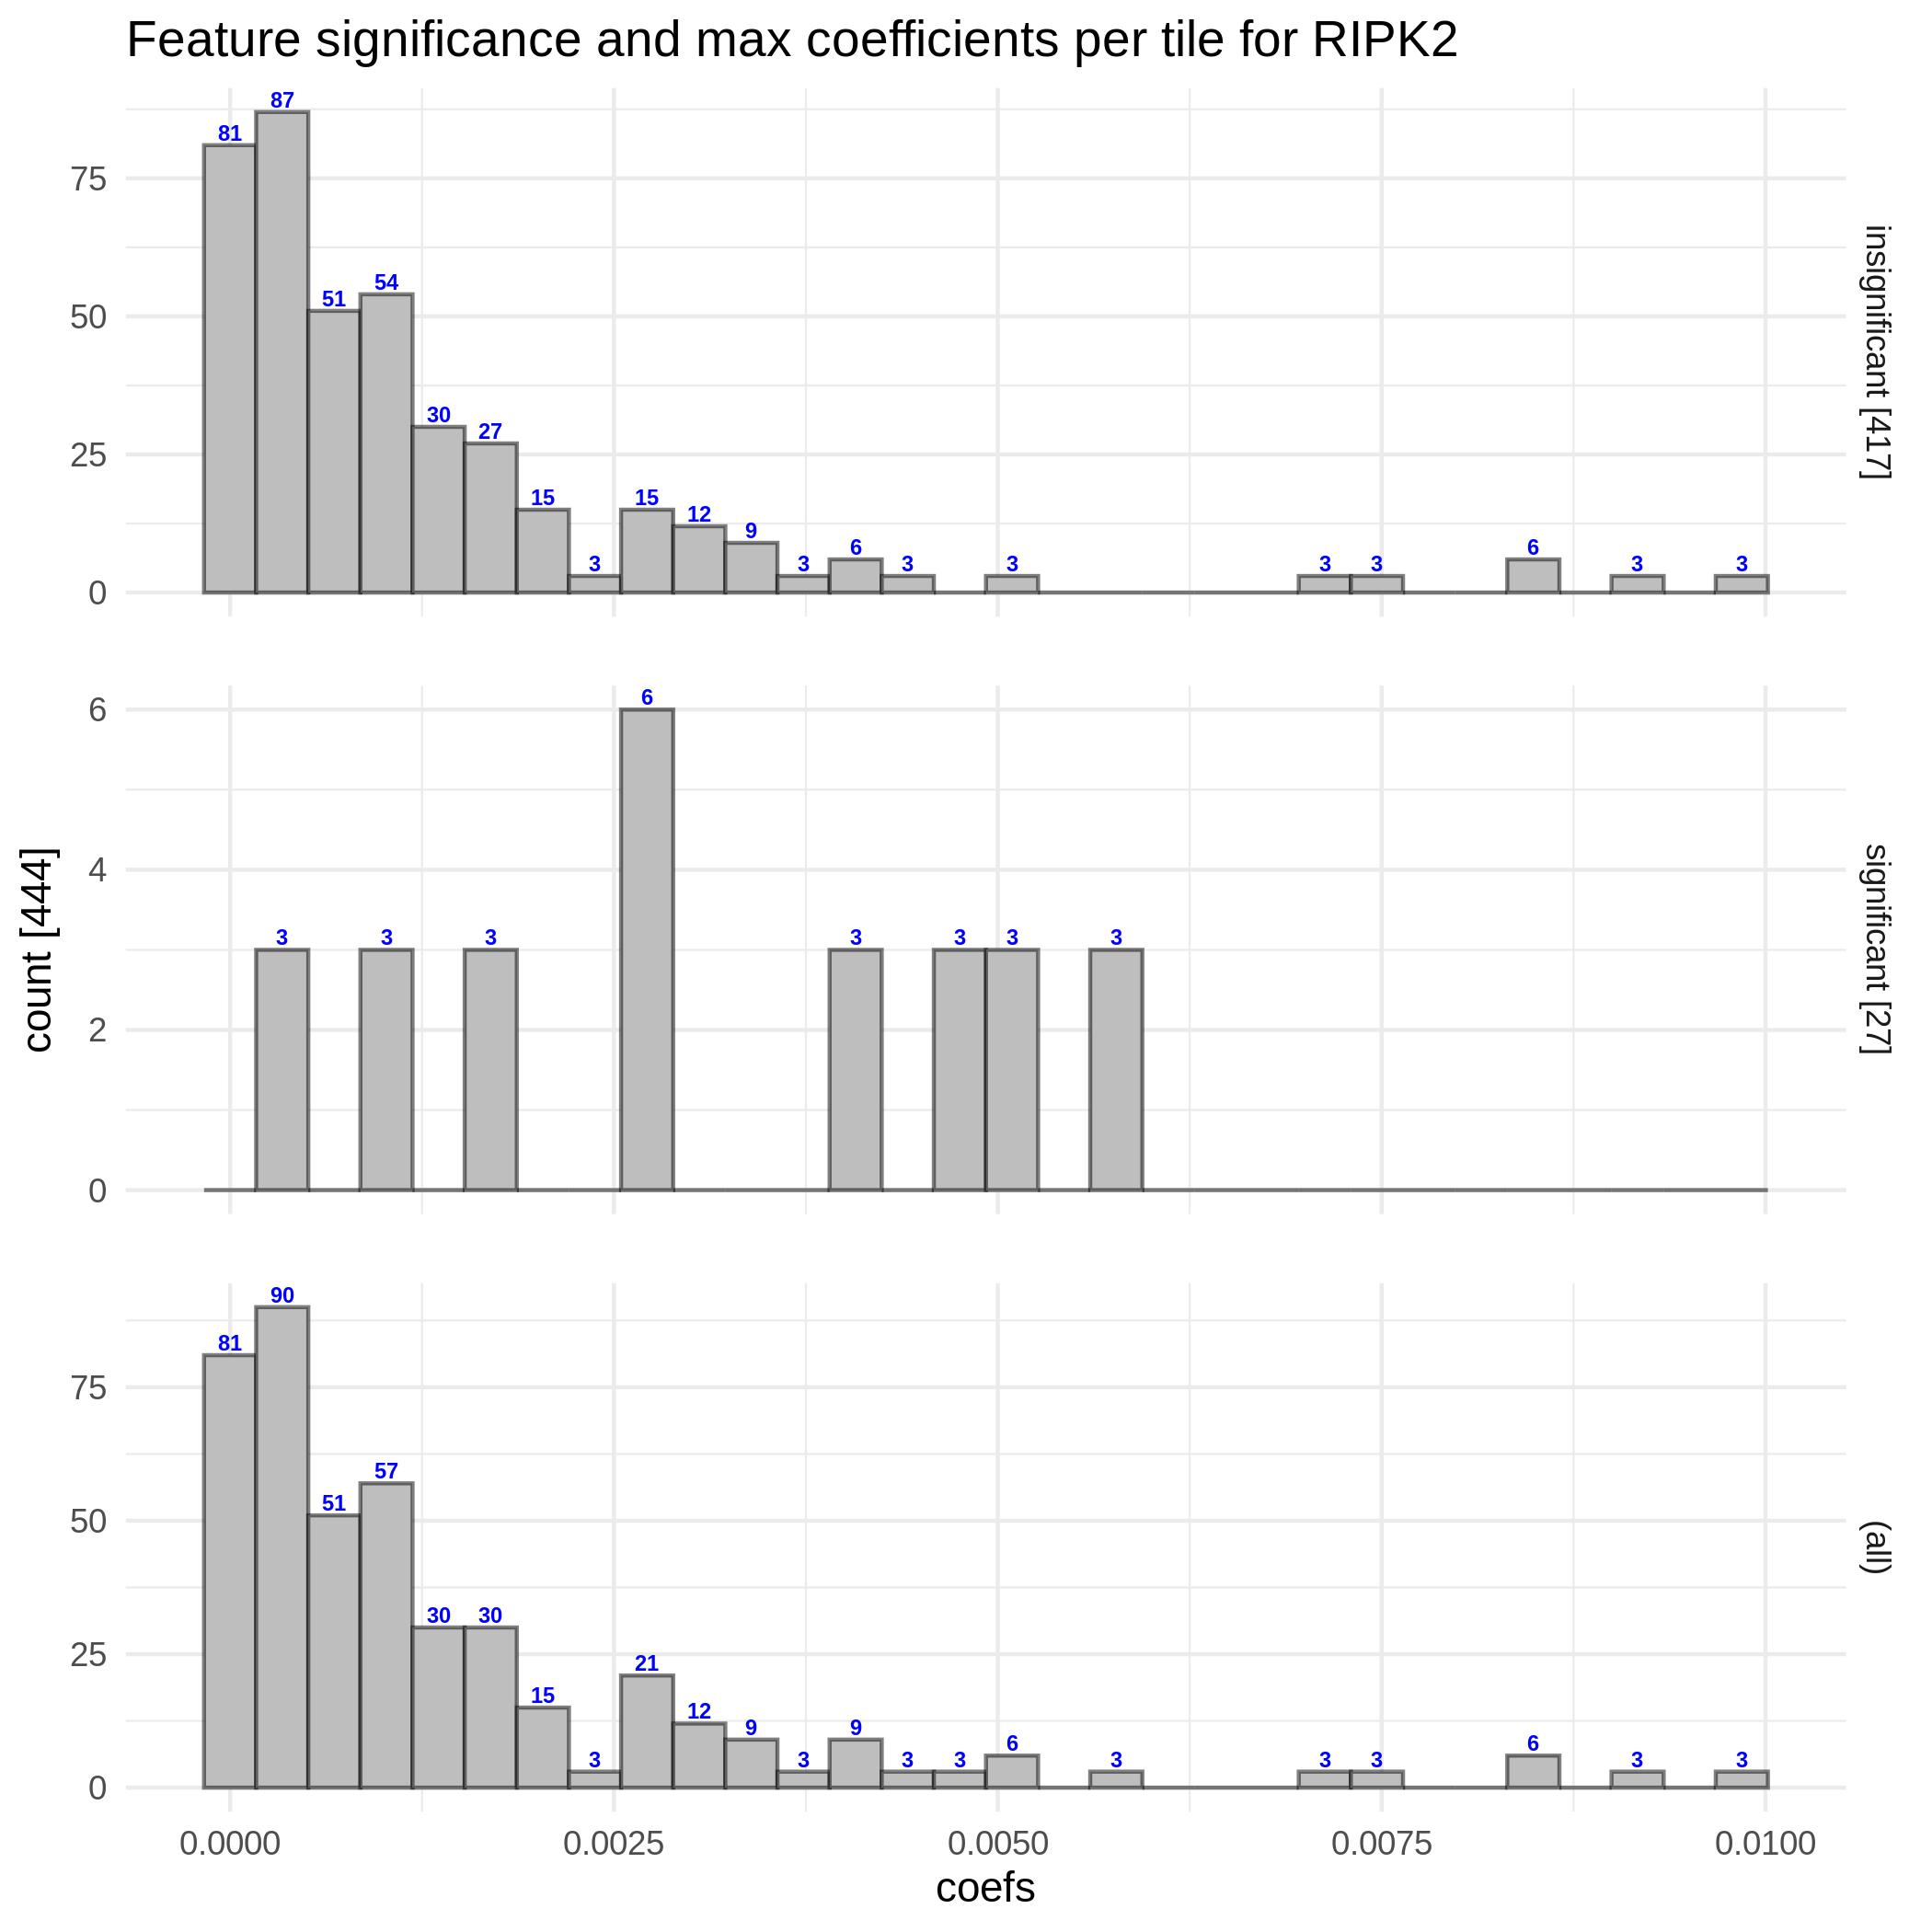 Feature significance and max coefficients per tile for RIPK2
81 87 51 54 30 27 15 3 15 12 9 3 6 3 3 3 3 6 3 3
75
50
25
0
insignificant [417]
3 3 3 6 3 3 3 3
6
4
2
0
significant [27]
count [444]
81 90 51 57 30 30 15 3 21 12 9 3 9 3 3 6 3 3 3 6 3 3
75
50
25
0
(all)
0.0000 0.0025 0.0050 0.0075 0.0100
coefs